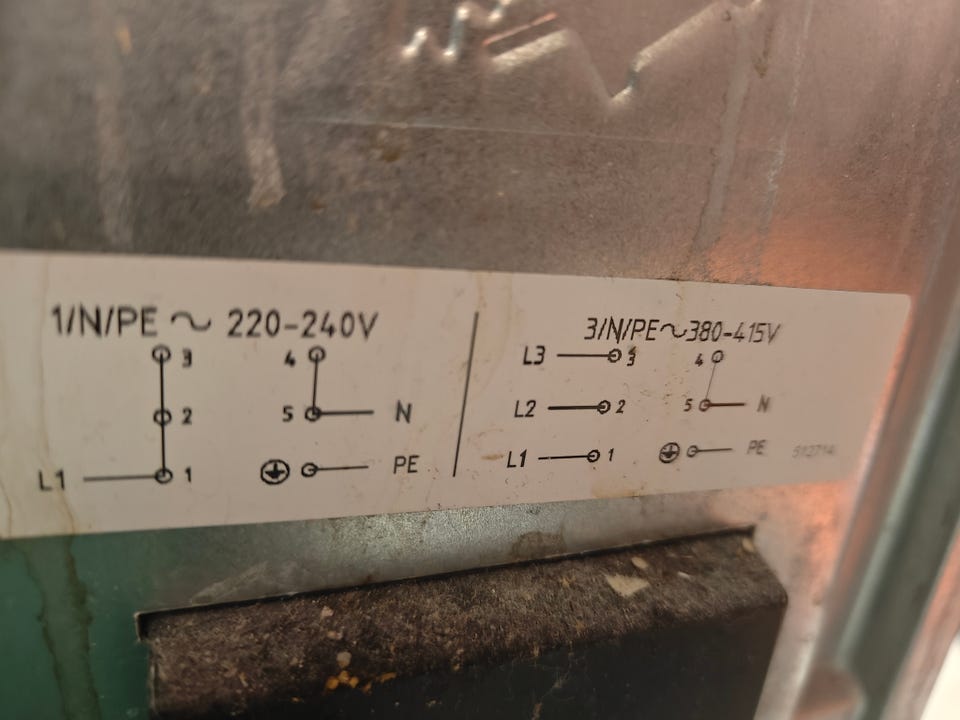 1/N/PE ~ 220-240V
3 4
2 5 N
L1 1 PE
3/N/PE~380-415V
L3 3 4
L2 2 5 N
L1 1 PE